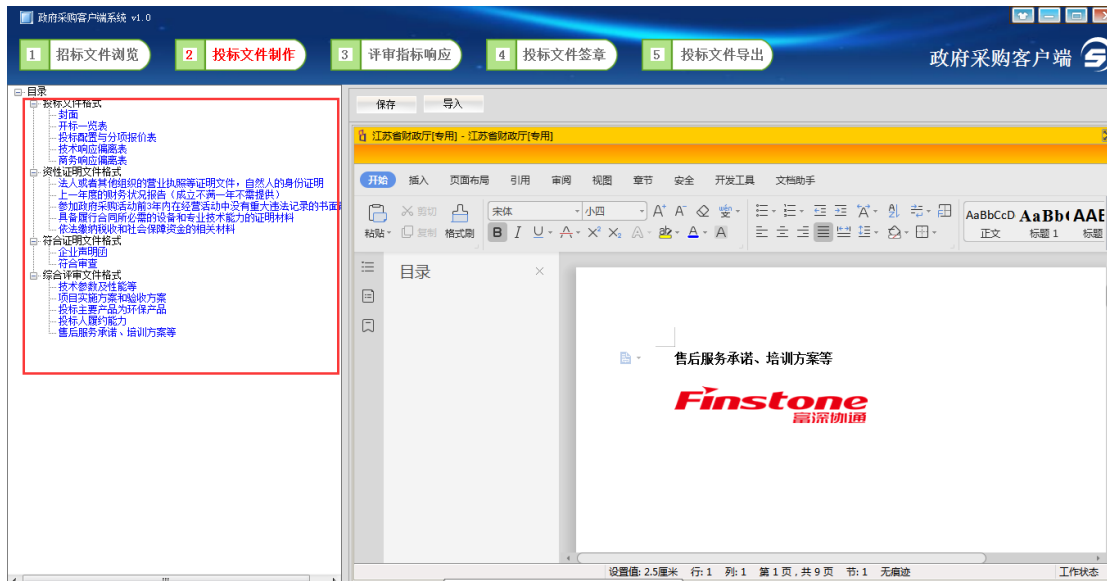 政府采购客户端系统 v1.0
1 招标文件浏览 2 投标文件制作 3 评审指标响应 4 投标文件签章 5 投标文件导出
政府采购客户端
目录
投标文件格式
封面
开标一览表
投标配置与分项报价表
技术响应偏离表
商务响应偏离表
资性证明文件格式
法人或者其他组织的营业执照等证明文件，自然人的身份证明
上一年度的财务状况报告（成立不满一年不需提供）
参加政府采购活动前3年内在经营活动中没有重大违法记录的书面
具备履行合同所必需的设备和专业技术能力的证明材料
依法缴纳税收和社会保障资金的相关材料
符合证明文件格式
企业声明函
符合审查
综合评审文件格式
技术参数及性能等
项目实施方案和验收方案
投标主要产品为环保产品
投标人履约能力
售后服务承诺、培训方案等
保存 导入
江苏省财政厅[专用] - 江苏省财政厅[专用]
开始 插入 页面布局 引用 审阅 视图 章节 安全 开发工具 文档助手
剪切 宋体 小四 AaBbCcD AaBb( AAE
粘贴 复制 格式刷 B I U 正文 标题 1 标题
目录
售后服务承诺、培训方案等
Finstone
富深协通
设置值: 2.5厘米 行: 1 列: 1 第 1 页 , 共 9 页 节: 1 无痕迹 工作状态